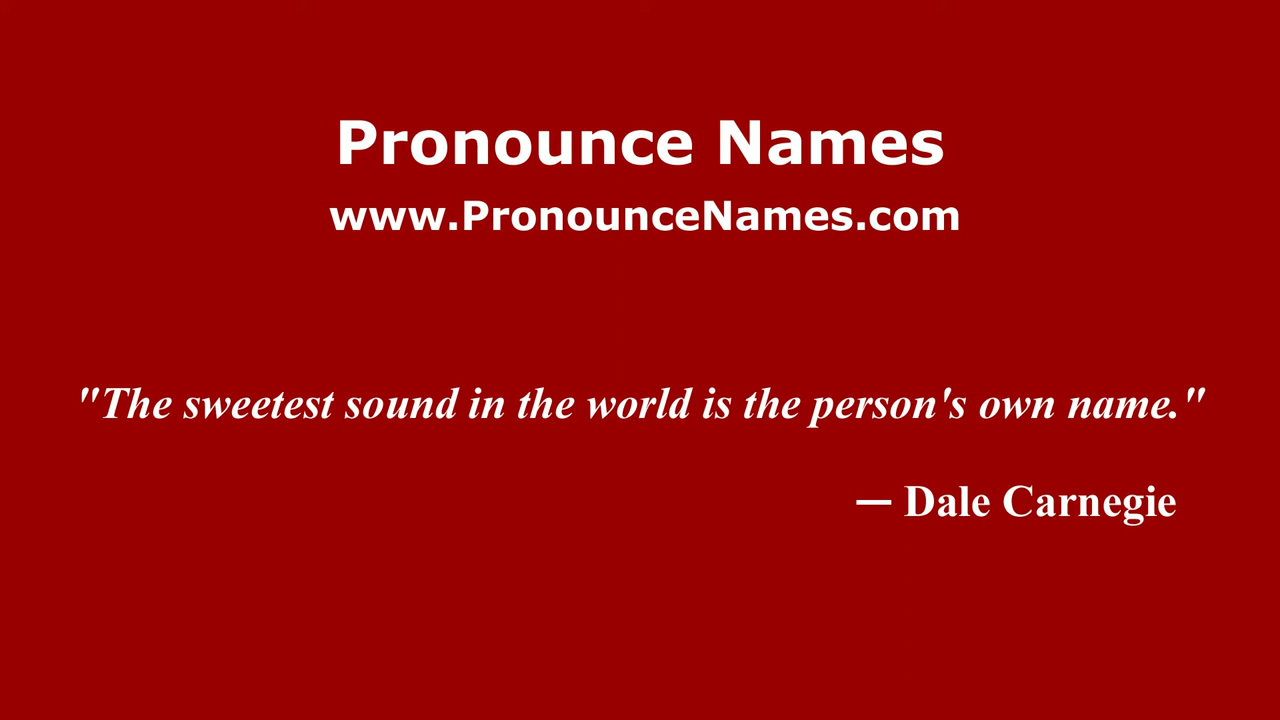 Pronounce Names
www.PronounceNames.com
"The sweetest sound in the world is the person's own name."
— Dale Carnegie